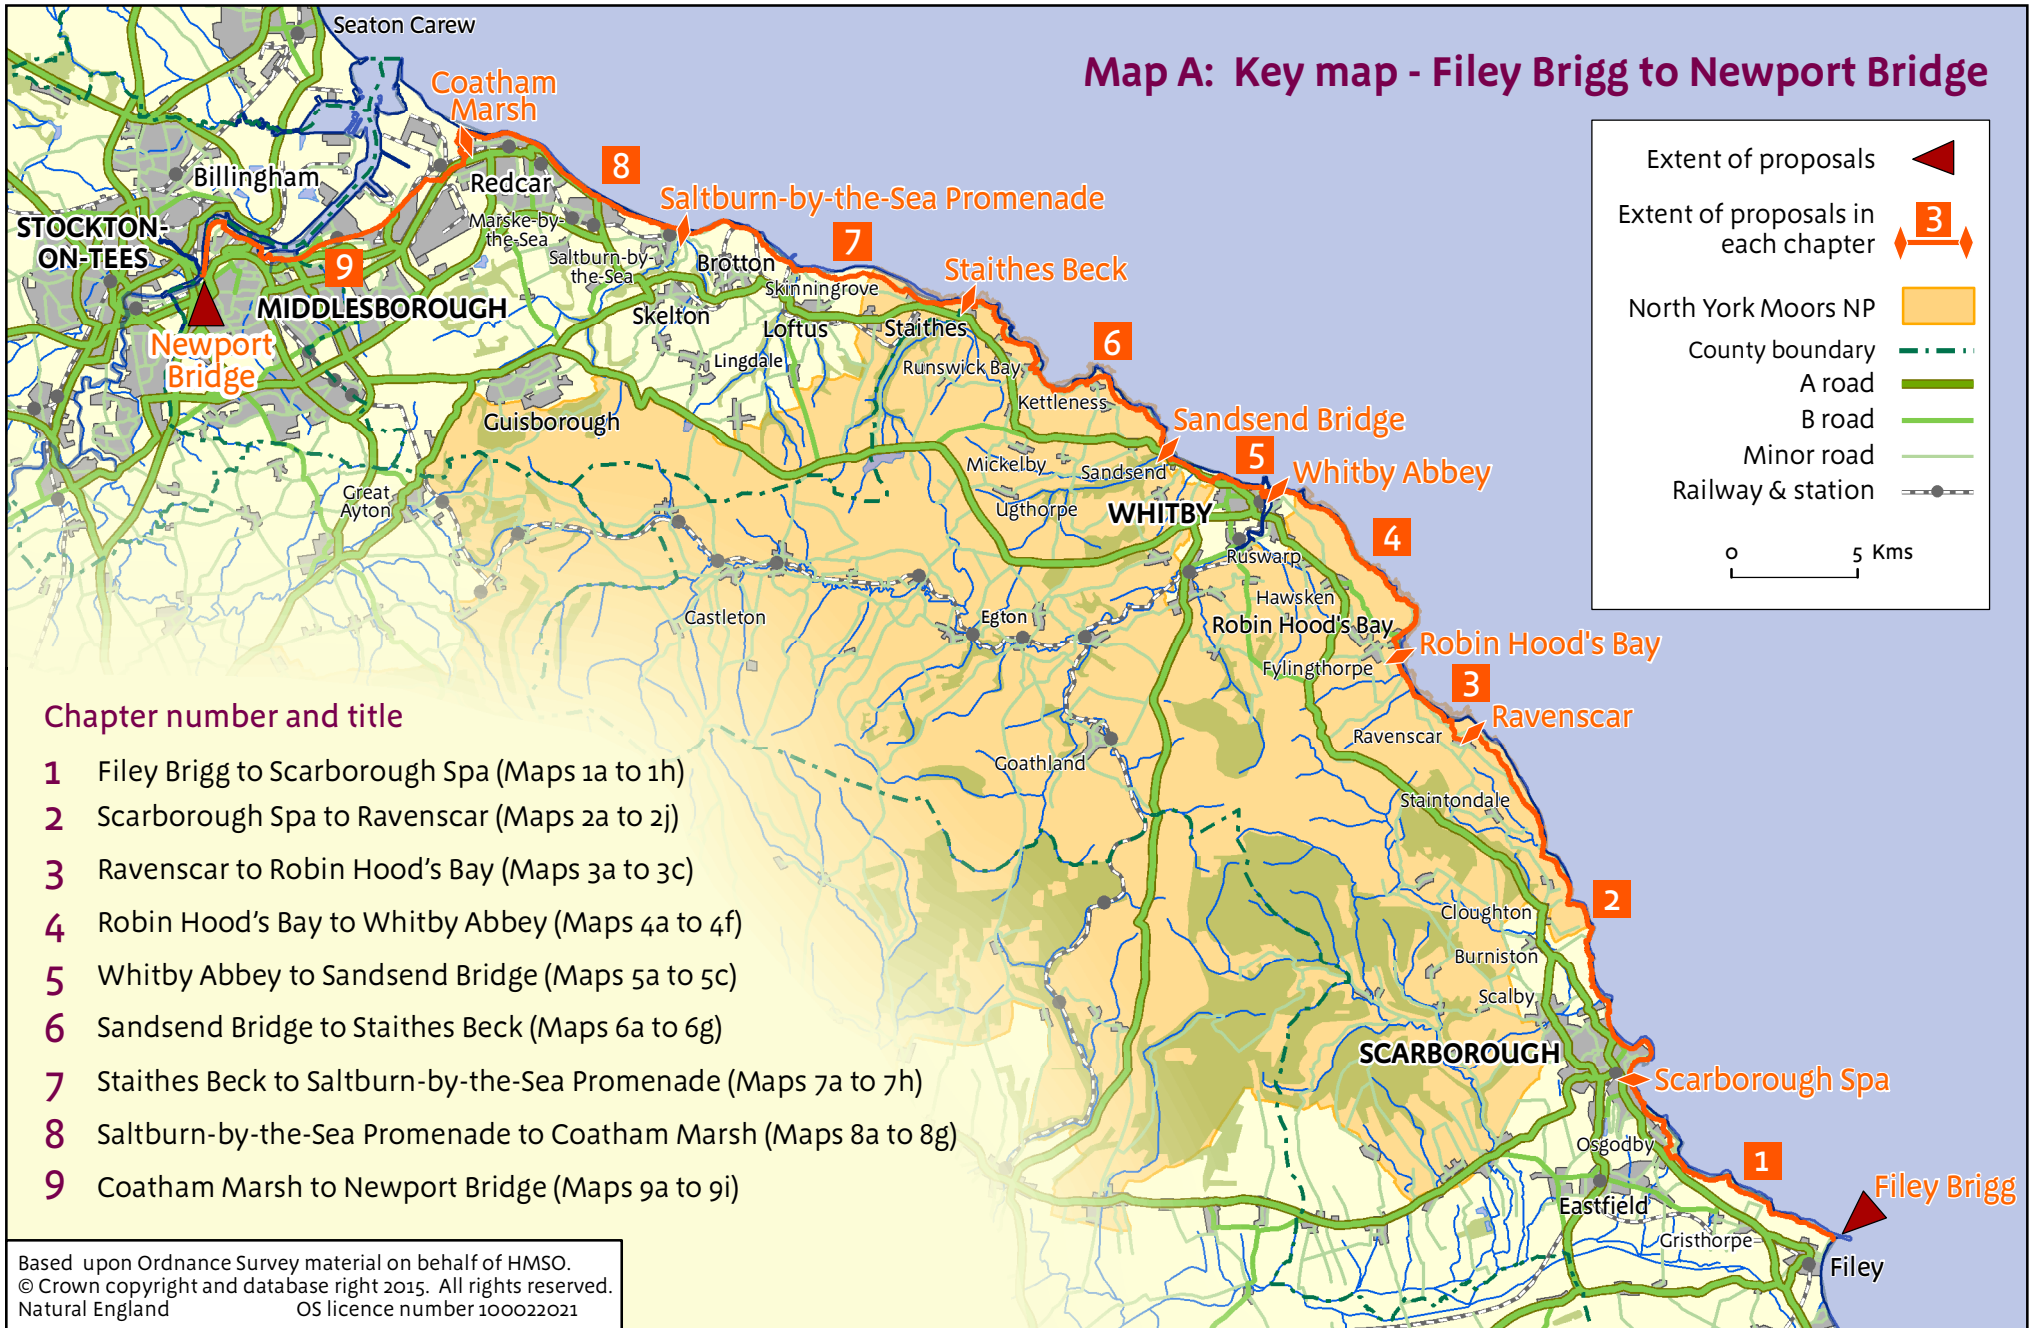 Map A: Key map - Filey Brigg to Newport Bridge
Extent of proposals
Extent of proposals in
each chapter
3
North York Moors NP
County boundary
A road
B road
Minor road
Railway & station
0 5 Kms
Seaton Carew
Coatham
Marsh
8
Billingham
Redcar
Saltburn-by-the-Sea Promenade
Marske-by-
the-Sea
7
STOCKTON-
ON-TEES
9
Saltburn-by-
the-Sea
Brotton
Staithes Beck
Skinningrove
MIDDLESBOROUGH
Skelton
Loftus
Staithes
Newport
Bridge
Lingdale
Runswick Bay
6
Kettleness
Guisborough
Sandsend Bridge
5
Mickelby
Sandsend
Whitby Abbey
Great
Ayton
Ugthorpe
WHITBY
4
Ruswarp
Hawsken
Castleton
Egton
Robin Hood's Bay
Robin Hood's Bay
Fylingthorpe
3
Ravenscar
Ravenscar
Goathland
Staintondale
2
Cloughton
Burniston
Scalby
SCARBOROUGH
Scarborough Spa
Osgodby
1
Filey Brigg
Eastfield
Gristhorpe
Filey
Chapter number and title
1 Filey Brigg to Scarborough Spa (Maps 1a to 1h)
2 Scarborough Spa to Ravenscar (Maps 2a to 2j)
3 Ravenscar to Robin Hood's Bay (Maps 3a to 3c)
4 Robin Hood's Bay to Whitby Abbey (Maps 4a to 4f)
5 Whitby Abbey to Sandsend Bridge (Maps 5a to 5c)
6 Sandsend Bridge to Staithes Beck (Maps 6a to 6g)
7 Staithes Beck to Saltburn-by-the-Sea Promenade (Maps 7a to 7h)
8 Saltburn-by-the-Sea Promenade to Coatham Marsh (Maps 8a to 8g)
9 Coatham Marsh to Newport Bridge (Maps 9a to 9i)
Based upon Ordnance Survey material on behalf of HMSO.
© Crown copyright and database right 2015. All rights reserved.
Natural England OS licence number 100022021